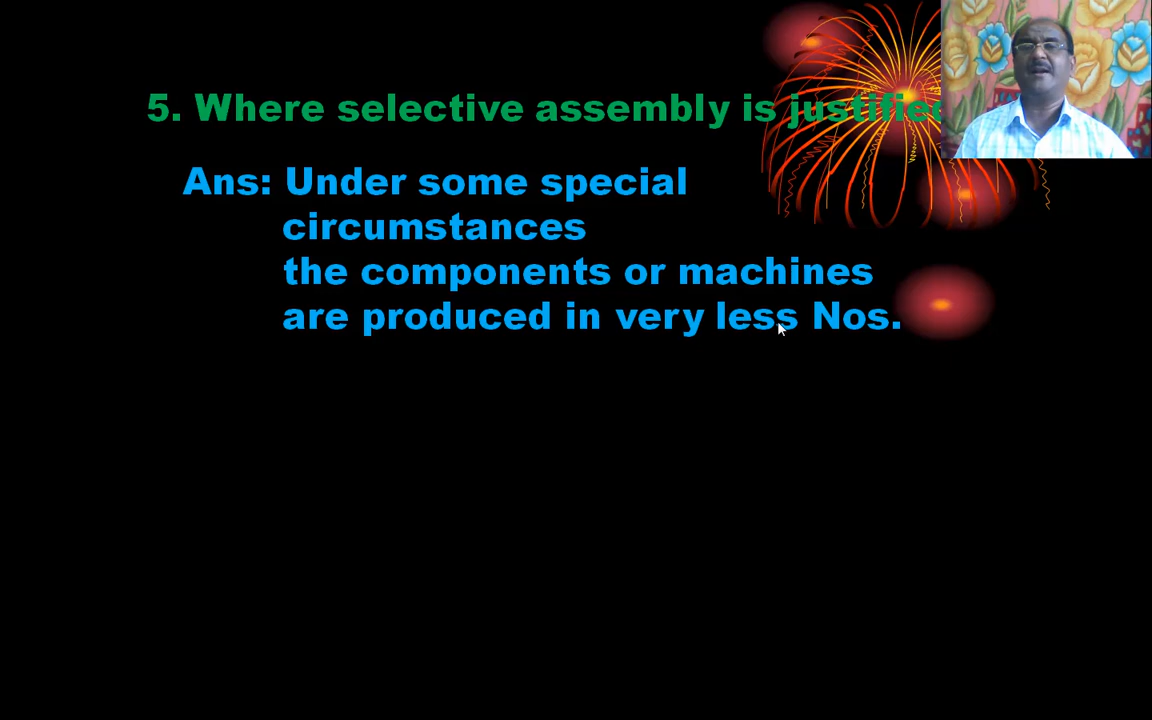 5. Where selective assembly is justified
Ans: Under some special
circumstances
the components or machines
are produced in very less Nos.